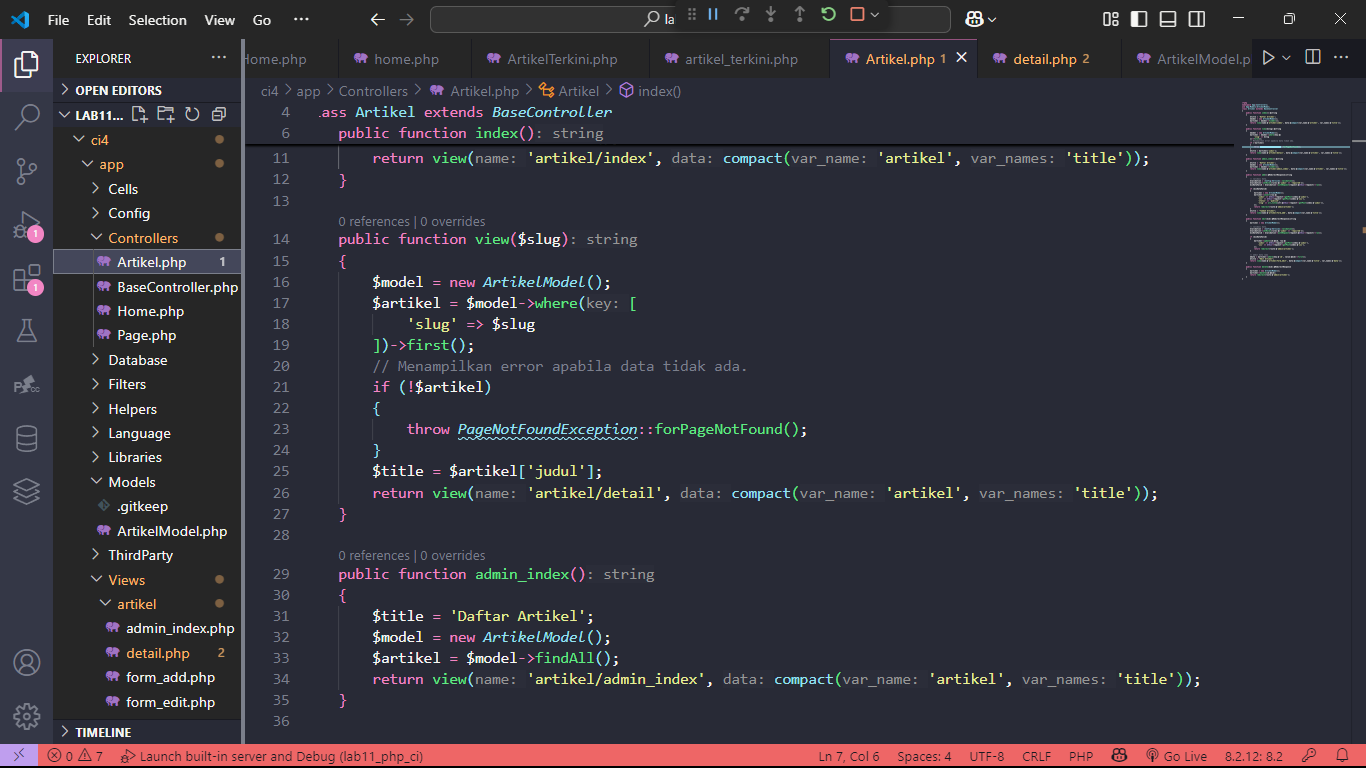 File Edit Selection View Go ··· la
EXPLORER ···
Home.php home.php ArtikelTerkini.php artikel_terkini.php Artikel.php 1 detail.php 2 ArtikelModel.p ···
OPEN EDITORS
LAB11...
ci4
app
Cells
Config
Controllers
Artikel.php 1
BaseController.php
Home.php
Page.php
Database
Filters
Helpers
Language
Libraries
Models
.gitkeep
ArtikelModel.php
ThirdParty
Views
artikel
admin_index.php
detail.php 2
form_add.php
form_edit.php
TIMELINE
1
1
ci4 > app > Controllers > Artikel.php > Artikel > index()
4 .ass Artikel extends BaseController
6 public function index(): string
11 return view(name: 'artikel/index', data: compact(var_name: 'artikel', var_names: 'title'));
12 }
13
0 references | 0 overrides
14 public function view($slug): string
15 {
16 $model = new ArtikelModel();
17 $artikel = $model->where(key: [
18 'slug' => $slug
19 ])->first();
20 // Menampilkan error apabila data tidak ada.
21 if (!$artikel)
22 {
23 throw PageNotFoundException::forPageNotFound();
24 }
25 $title = $artikel['judul'];
26 return view(name: 'artikel/detail', data: compact(var_name: 'artikel', var_names: 'title'));
27 }
28
0 references | 0 overrides
29 public function admin_index(): string
30 {
31 $title = 'Daftar Artikel';
32 $model = new ArtikelModel();
33 $artikel = $model->findAll();
34 return view(name: 'artikel/admin_index', data: compact(var_name: 'artikel', var_names: 'title'));
35 }
36
0 7 Launch built-in server and Debug (lab11_php_ci) Ln 7, Col 6 Spaces: 4 UTF-8 CRLF PHP Go Live 8.2.12: 8.2